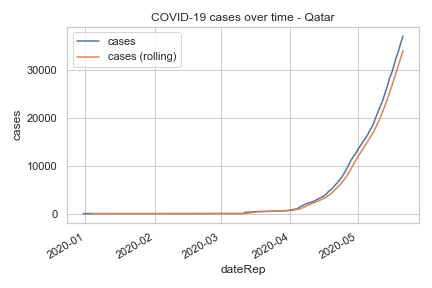 COVID-19 cases over time - Qatar
cases
cases (rolling)
cases
30000
20000
10000
0
2020-01
2020-02
2020-03
2020-04
2020-05
dateRep